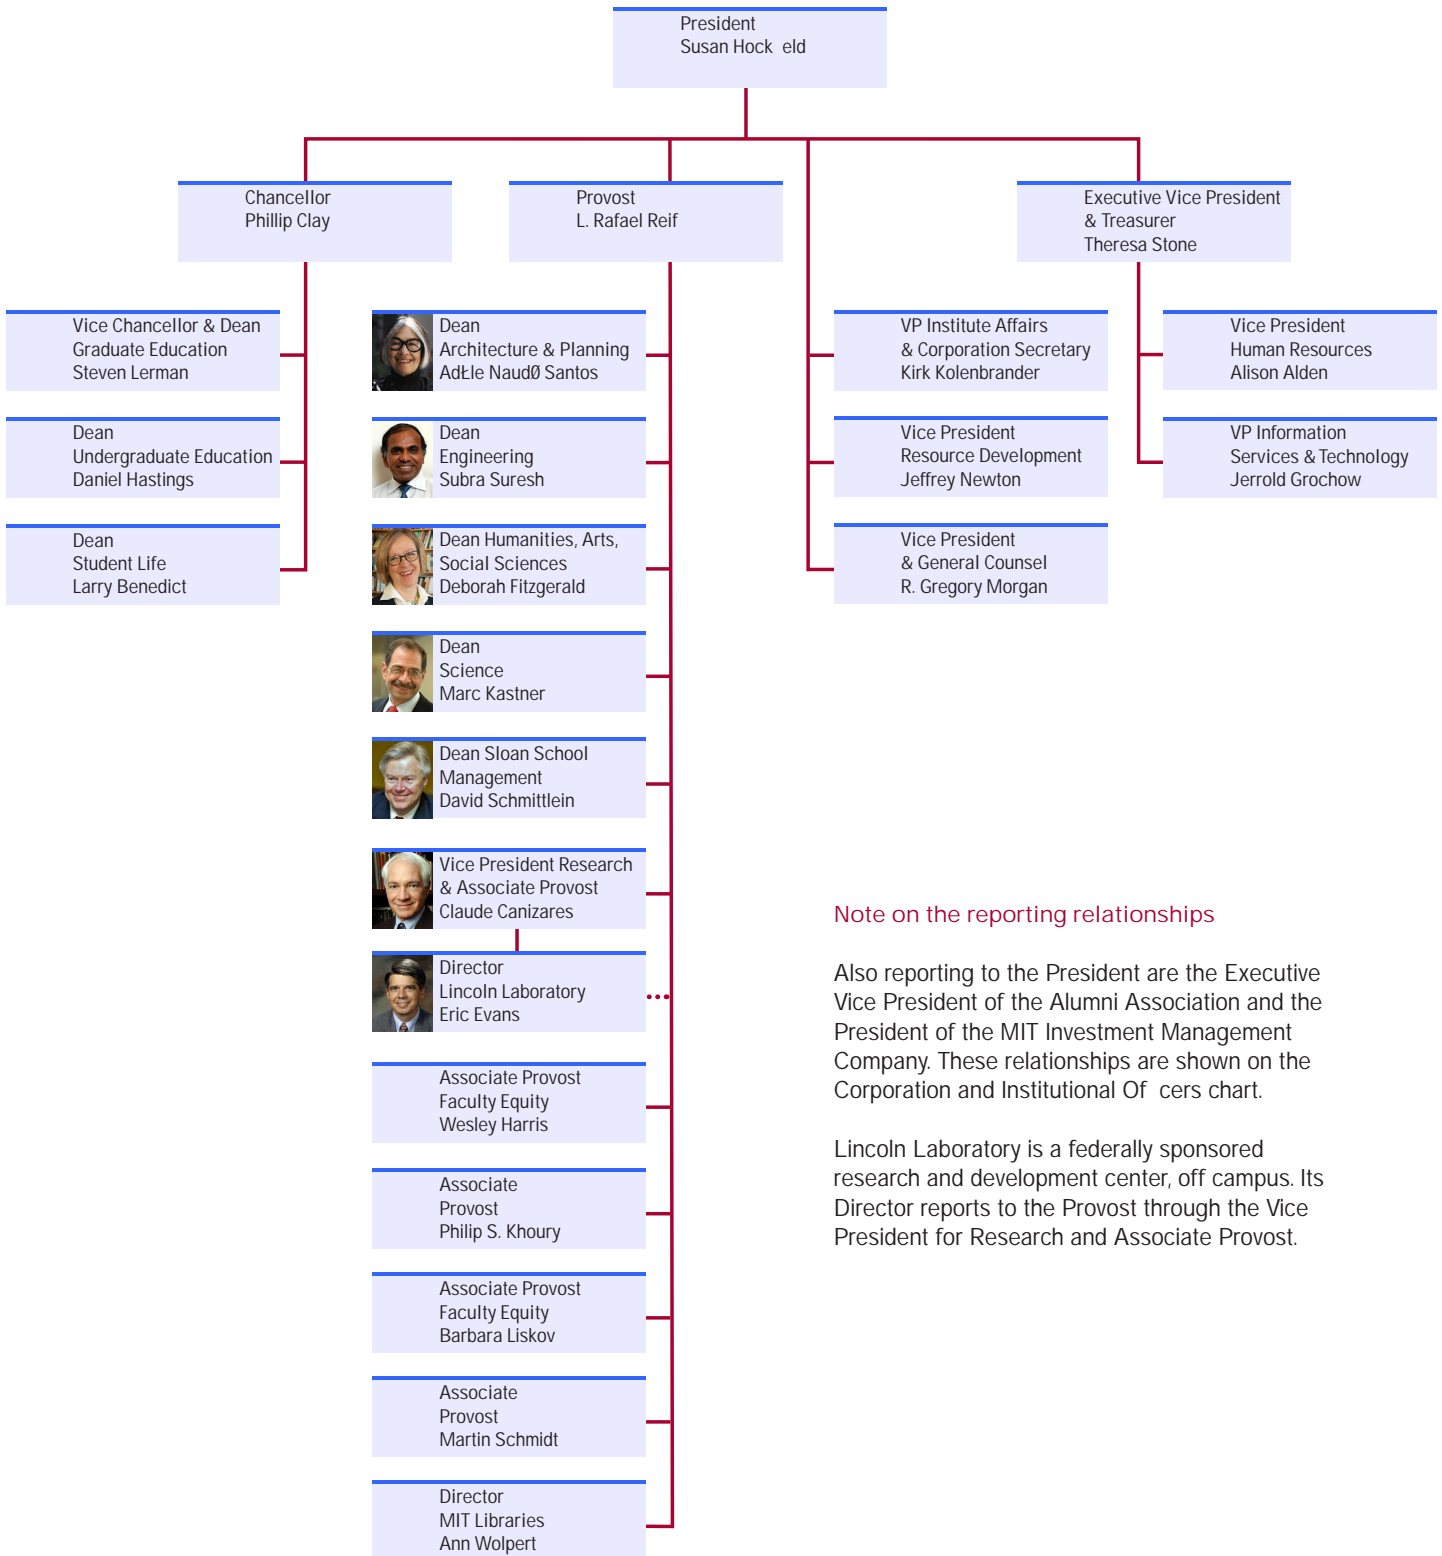 President
Susan Hock eld
Chancellor
Phillip Clay
Provost
L. Rafael Reif
Executive Vice President
& Treasurer
Theresa Stone
Vice Chancellor & Dean
Graduate Education
Steven Lerman
Dean
Undergraduate Education
Daniel Hastings
Dean
Student Life
Larry Benedict
Dean
Architecture & Planning
AdŁle NaudØ Santos
Dean
Engineering
Subra Suresh
Dean Humanities, Arts,
Social Sciences
Deborah Fitzgerald
Dean
Science
Marc Kastner
Dean Sloan School
Management
David Schmittlein
Vice President Research
& Associate Provost
Claude Canizares
Director
Lincoln Laboratory
Eric Evans
Associate Provost
Faculty Equity
Wesley Harris
Associate
Provost
Philip S. Khoury
Associate Provost
Faculty Equity
Barbara Liskov
Associate
Provost
Martin Schmidt
Director
MIT Libraries
Ann Wolpert
VP Institute Affairs
& Corporation Secretary
Kirk Kolenbrander
Vice President
Resource Development
Jeffrey Newton
Vice President
& General Counsel
R. Gregory Morgan
Vice President
Human Resources
Alison Alden
VP Information
Services & Technology
Jerrold Grochow
Note on the reporting relationships
Also reporting to the President are the Executive
Vice President of the Alumni Association and the
President of the MIT Investment Management
Company. These relationships are shown on the
Corporation and Institutional Of cers chart.
Lincoln Laboratory is a federally sponsored
research and development center, off campus. Its
Director reports to the Provost through the Vice
President for Research and Associate Provost.